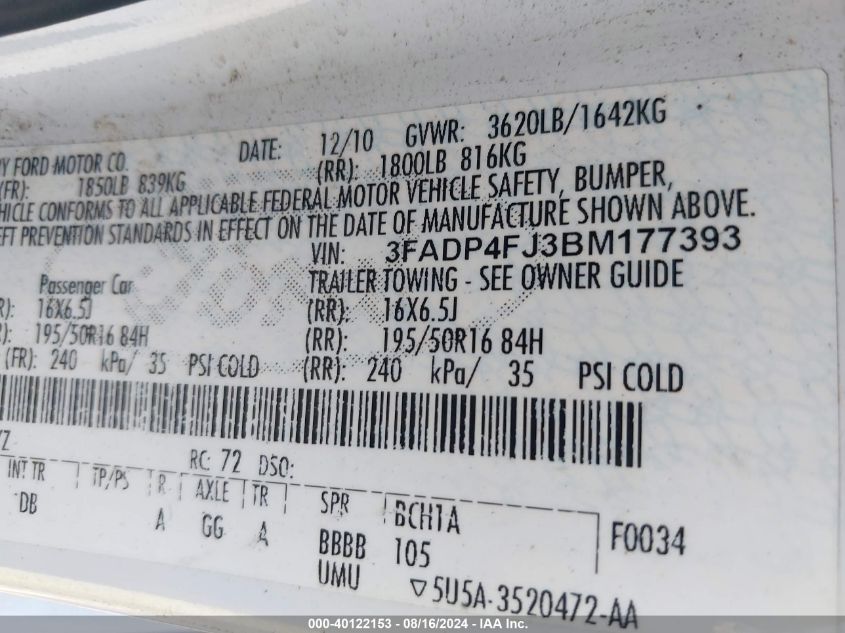 DATE: 12/10 GVWR: 3620LB/1642KG
FORD MOTOR CO.
(FR): 1850LB 839KG (RR): 1800LB 816KG
CONFORMS TO ALL APPLICABLE FEDERAL MOTOR VEHICLE SAFETY, BUMPER,
PREVENTION STANDARDS IN EFFECT ON THE DATE OF MANUFACTURE SHOWN ABOVE.
VIN: 3FADP4FJ3BM177393
Passenger Car TRAILER TOWING - SEE OWNER GUIDE
16X6.5J (RR): 16X6.5J
195/50R16 84H (RR): 195/50R16 84H
(FR): 240 kPa/ 35 PSI COLD (RR): 240 kPa/ 35 PSI COLD
RC: 72 DSO:
INT TR TP/PS R AXLE TR SPR BCH1A F0034
DB A GG A BBBB 105
UMU ▽5U5A-3520472-AA
000-40122153 - 08/16/2024 - IAA Inc.